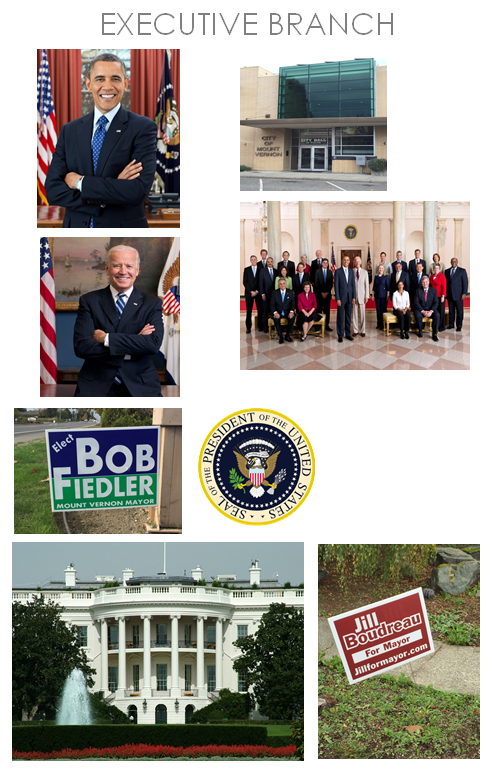 EXECUTIVE BRANCH
CITY
OF
MOUNT
VERNON
CITY HALL
Elect
BOB
FIEDLER
MOUNT VERNON MAYOR
SEAL OF THE PRESIDENT OF THE UNITED STATES
Jill
Boudreau
For Mayor
Jillformayor.com